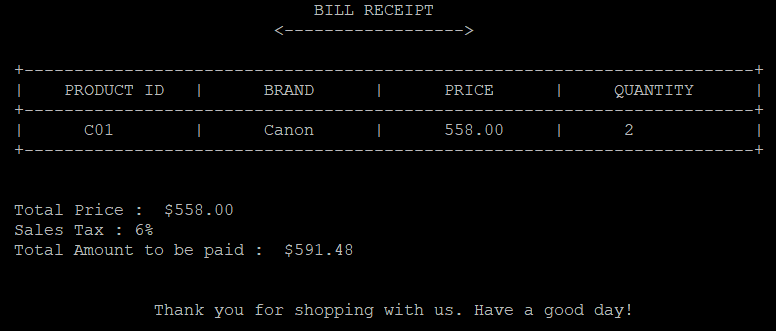 BILL RECEIPT
<------------------>
+-------------------------------------------------------------------------+
| PRODUCT ID | BRAND | PRICE | QUANTITY |
+-------------------------------------------------------------------------+
| C01 | Canon | 558.00 | 2 |
+-------------------------------------------------------------------------+
Total Price : $558.00
Sales Tax : 6%
Total Amount to be paid : $591.48
Thank you for shopping with us. Have a good day!